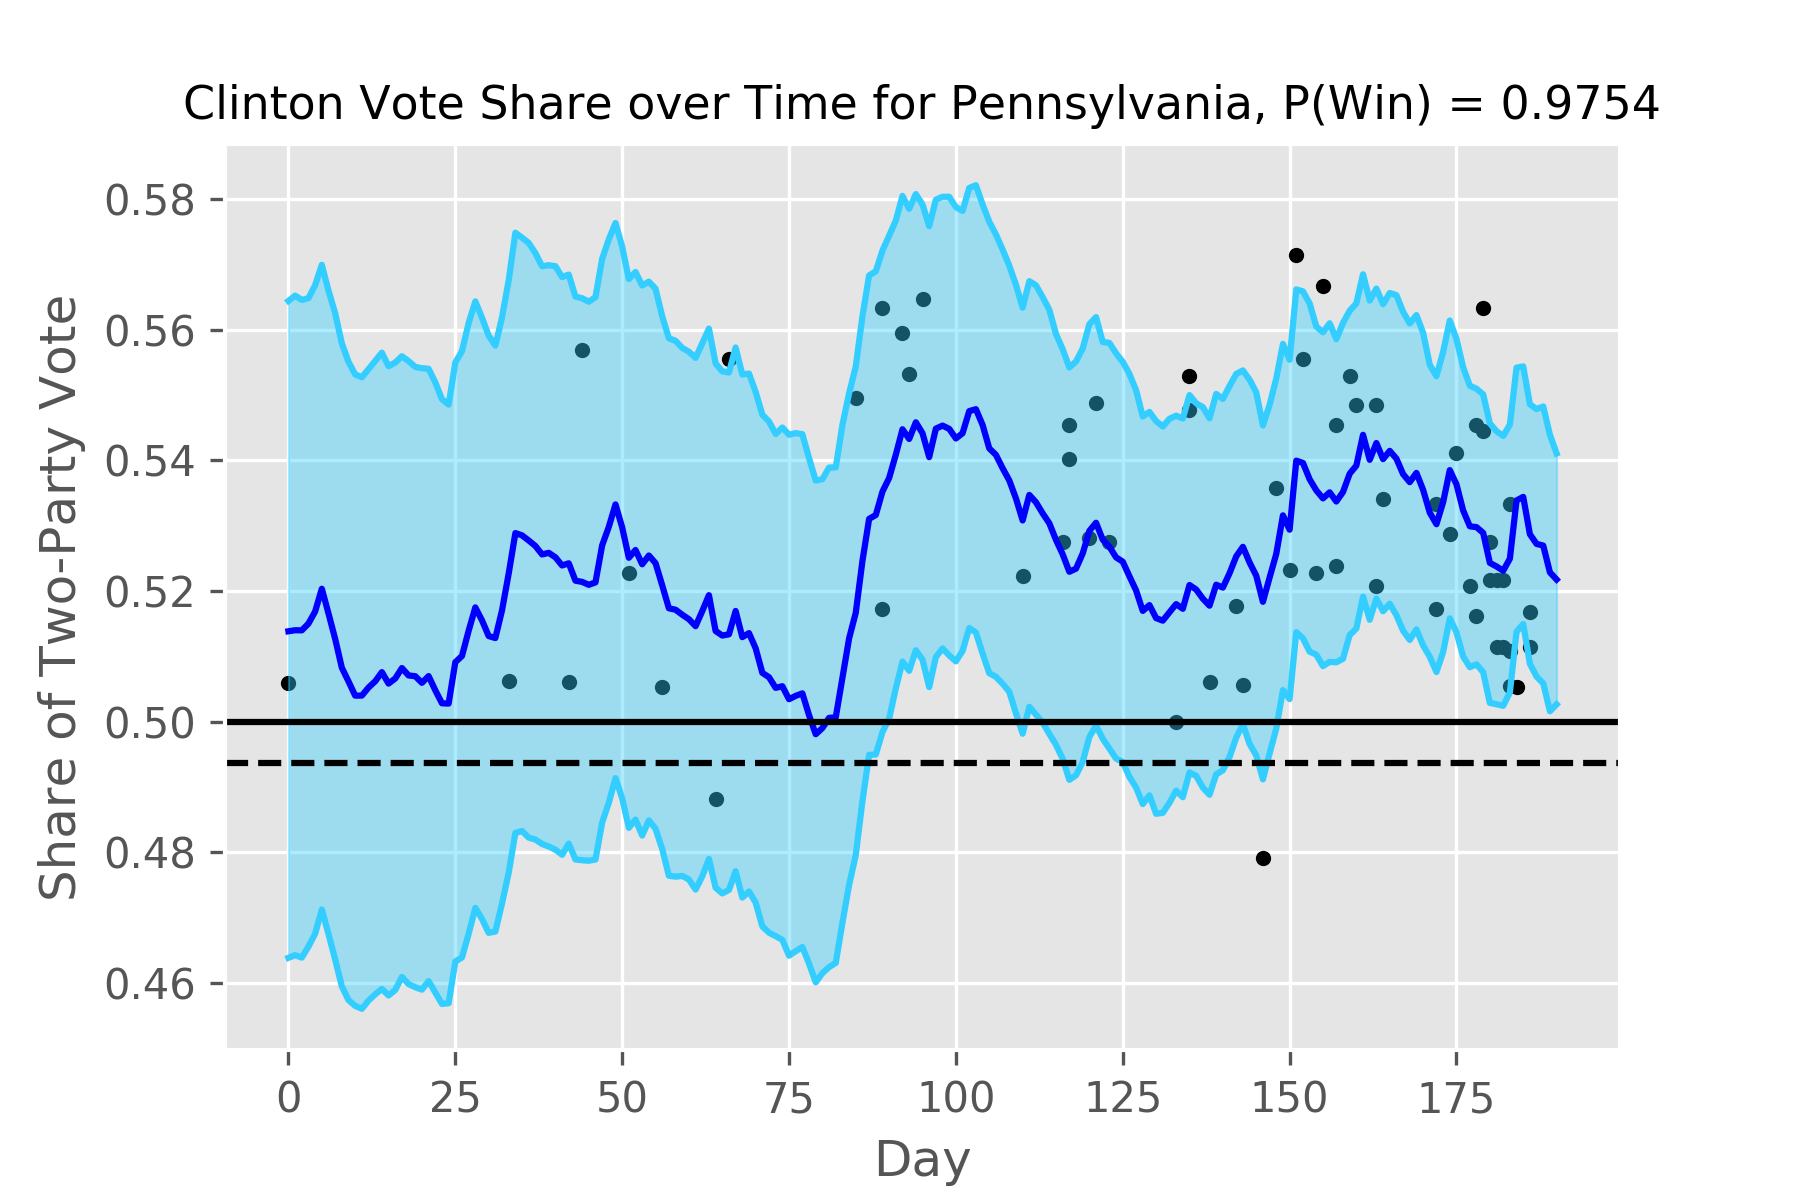 Clinton Vote Share over Time for Pennsylvania, P(Win) = 0.9754
Share of Two-Party Vote
0.58
0.56
0.54
0.52
0.50
0.48
0.46
0 25 50 75 100 125 150 175
Day